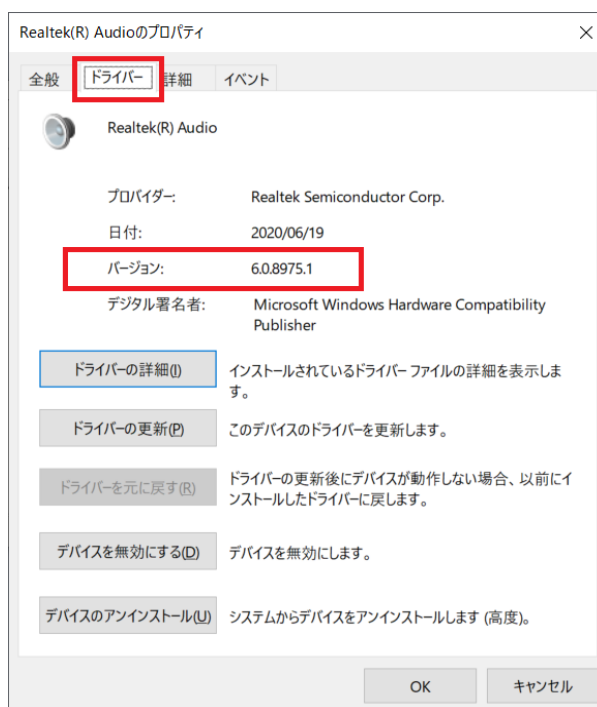 Realtek(R) Audioのプロパティ
全般 ドライバー 詳細 イベント
Realtek(R) Audio
プロバイダー: Realtek Semiconductor Corp.
日付: 2020/06/19
バージョン: 6.0.8975.1
デジタル署名者: Microsoft Windows Hardware Compatibility
Publisher
ドライバーの詳細(I) インストールされているドライバー ファイルの詳細を表示しま
す。
ドライバーの更新(P) このデバイスのドライバーを更新します。
ドライバーを元に戻す(R) ドライバーの更新後にデバイスが動作しない場合、以前にイ
ンストールしたドライバーに戻します。
デバイスを無効にする(D) デバイスを無効にします。
デバイスのアンインストール(U) システムからデバイスをアンインストールします (高度)。
OK キャンセル